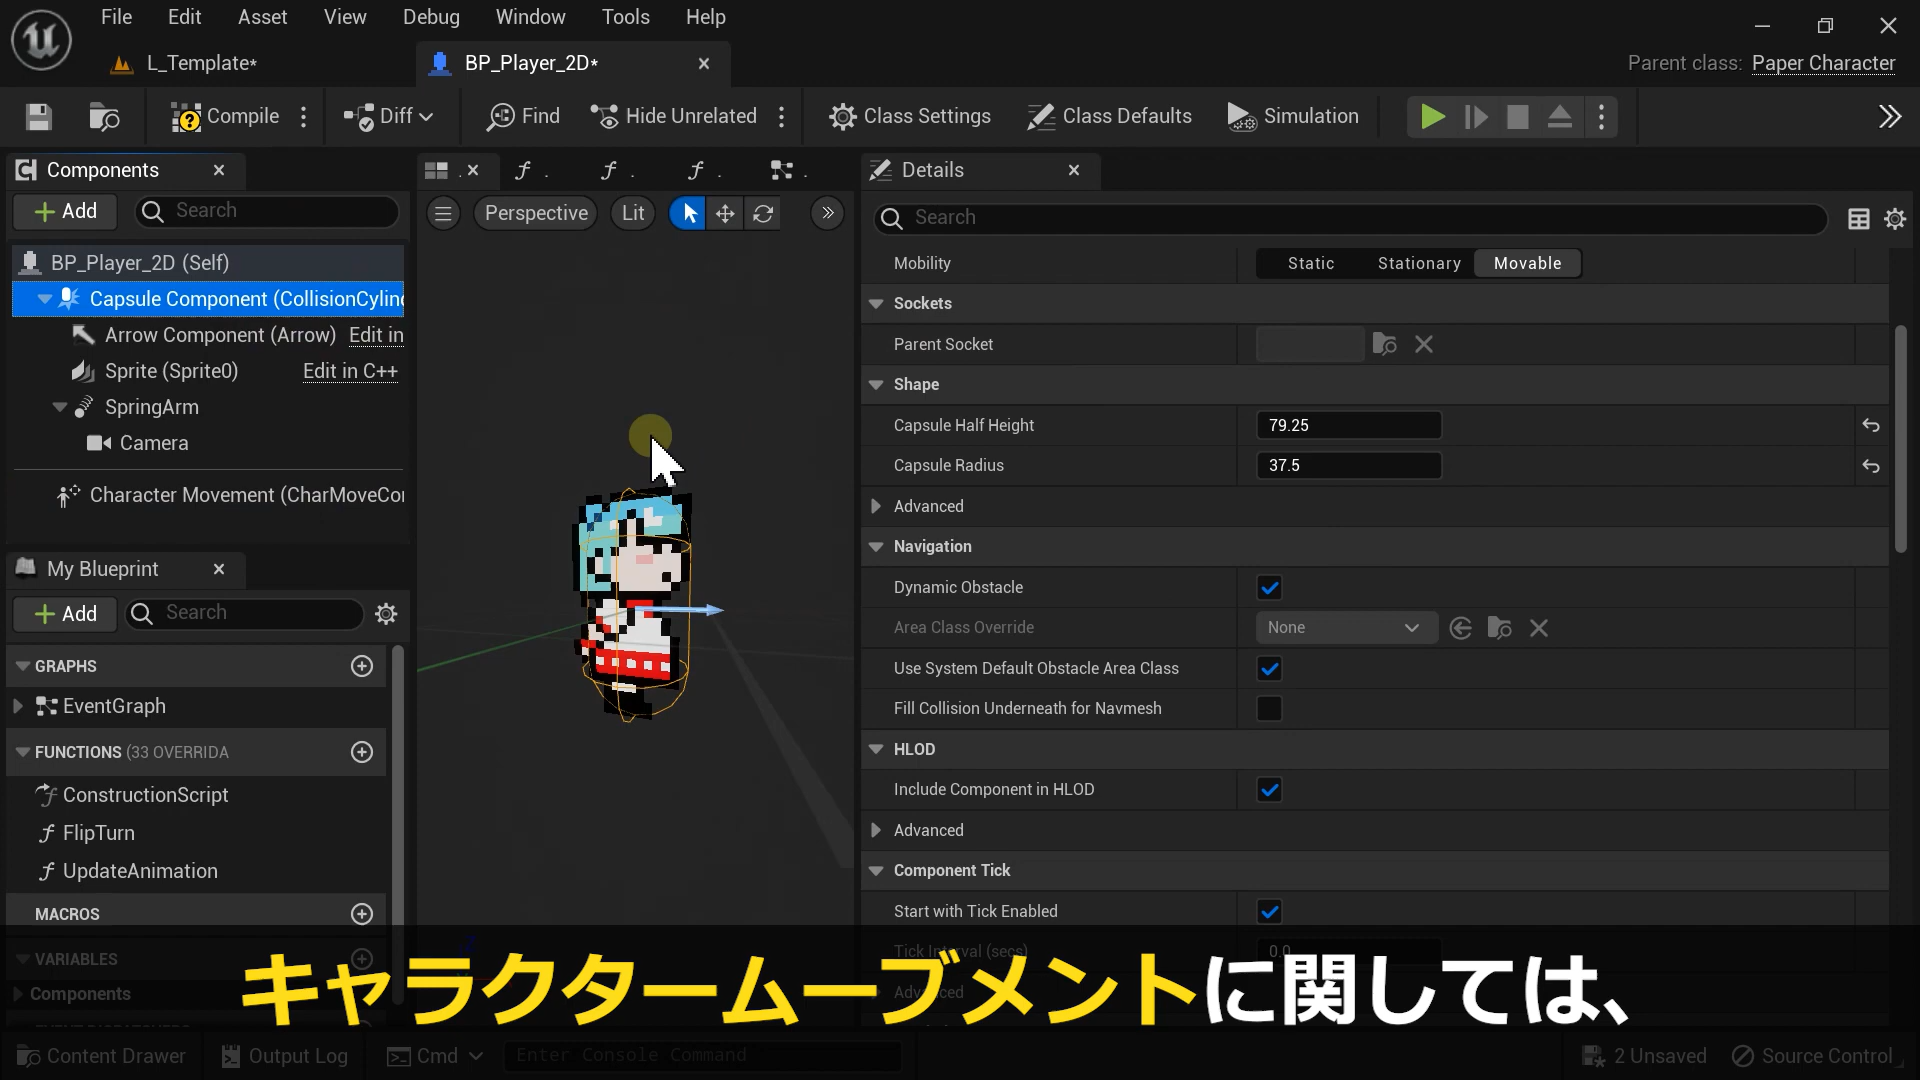 File Edit Asset View Debug Window Tools Help
L_Template*
BP_Player_2D*
Parent class: Paper Character
Compile
Diff
Find
Hide Unrelated
Class Settings
Class Defaults
Simulation
Components
Add
Search
BP_Player_2D (Self)
Capsule Component (CollisionCylin
Arrow Component (Arrow) Edit in
Sprite (Sprite0) Edit in C++
SpringArm
Camera
Character Movement (CharMoveCo
My Blueprint
Add
Search
GRAPHS
EventGraph
FUNCTIONS (33 OVERRIDA
ConstructionScript
FlipTurn
UpdateAnimation
MACROS
VARIABLES
Components
Perspective
Lit
Details
Search
Mobility
Static Stationary Movable
Sockets
Parent Socket
Shape
Capsule Half Height 79.25
Capsule Radius 37.5
Advanced
Navigation
Dynamic Obstacle
Area Class Override None
Use System Default Obstacle Area Class
Fill Collision Underneath for Navmesh
HLOD
Include Component in HLOD
Advanced
Component Tick
Start with Tick Enabled
Tick Interval (secs) 0.0
Advanced
キャラクタームーブメントに関しては、
Content Drawer
Output Log
Cmd
Enter Console Command
2 Unsaved
Source Control